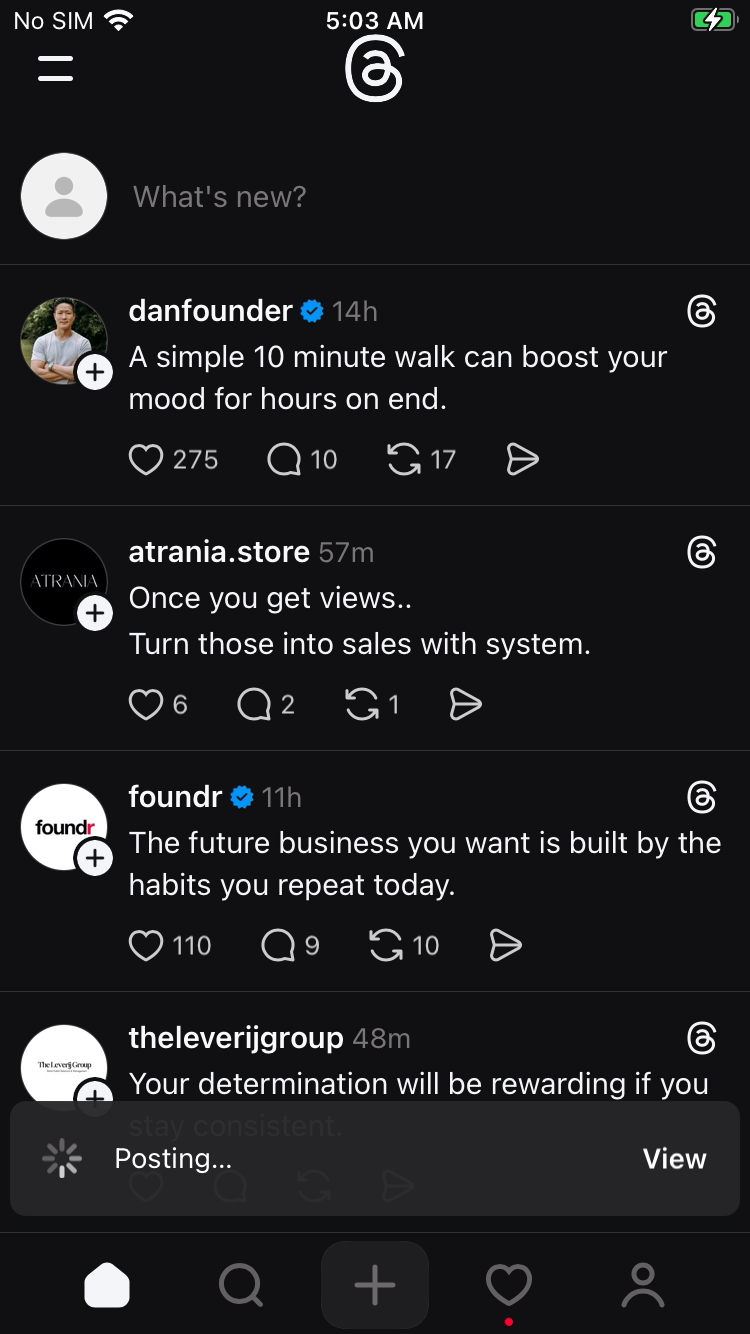 No SIM 5:03 AM
What's new?
danfounder 14h
A simple 10 minute walk can boost your
mood for hours on end.
275 10 17
atrania.store 57m
ATRANIA
Once you get views..
Turn those into sales with system.
6 2 1
foundr 11h
foundr
The future business you want is built by the
habits you repeat today.
110 9 10
theleverijgroup 48m
The Leverij Group
Your determination will be rewarding if you
stay consistent.
Posting... View